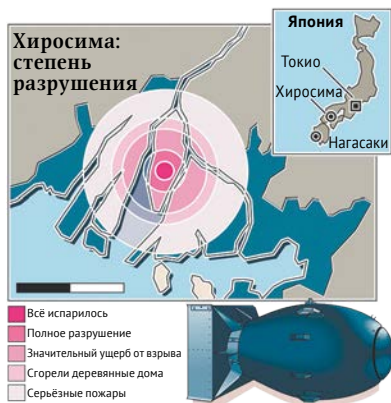 Хиросима:
степень
разрушения
Япония
Токио
Хиросима
Нагасаки
Всё испарилось
Полное разрушение
Значительный ущерб от взрыва
Сгорели деревянные дома
Серьёзные пожары